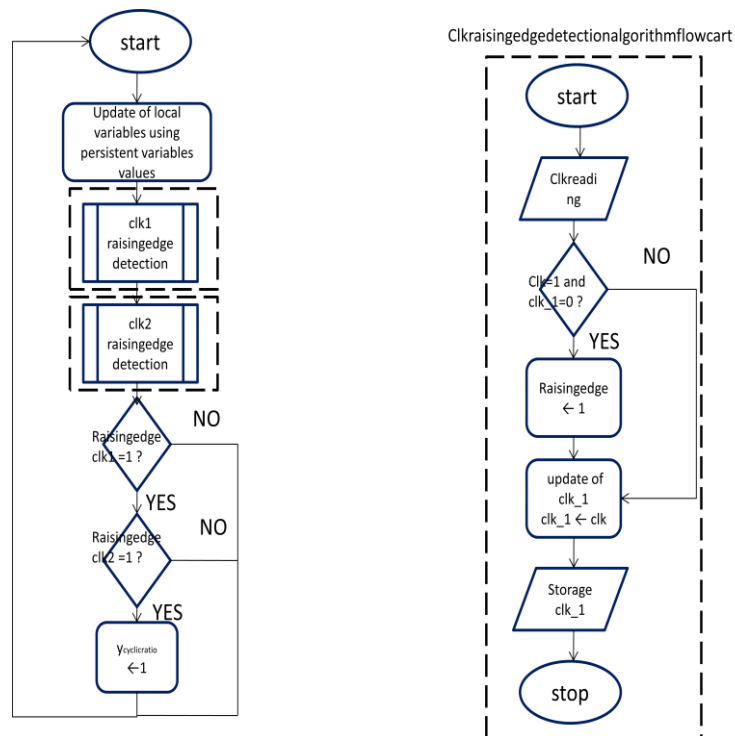 start
Update of local
variables using
persistent variables
values
clk1
raisingedge
detection
clk2
raisingedge
detection
Raisingedge
clk1 =1 ?
NO
YES
Raisingedge
clk2 =1 ?
NO
YES
ycyclicratio
←1
Clkraisingedgedetectionalgorithmflowcart
start
Clkreadi
ng
Clk=1 and
clk_1=0 ?
NO
YES
Raisingedge
← 1
update of
clk_1
clk_1 ← clk
Storage
clk_1
stop